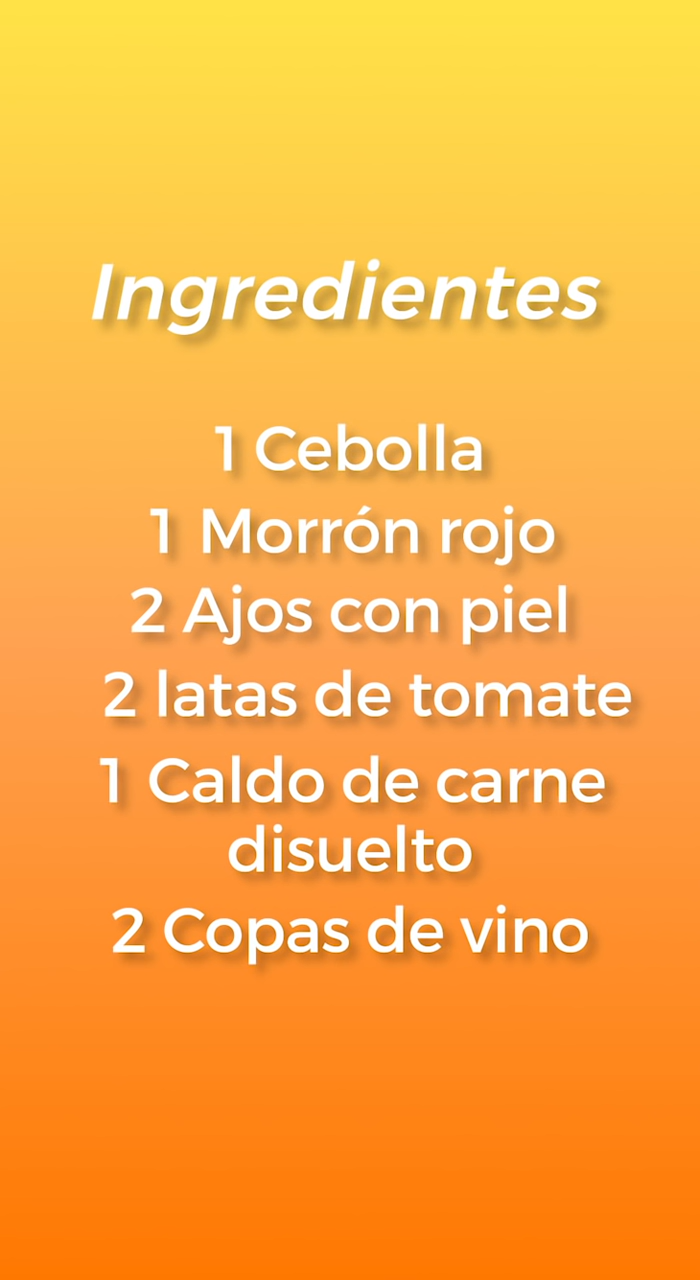 Ingredientes
1 Cebolla
1 Morrón rojo
2 Ajos con piel
2 latas de tomate
1 Caldo de carne
disuelto
2 Copas de vino